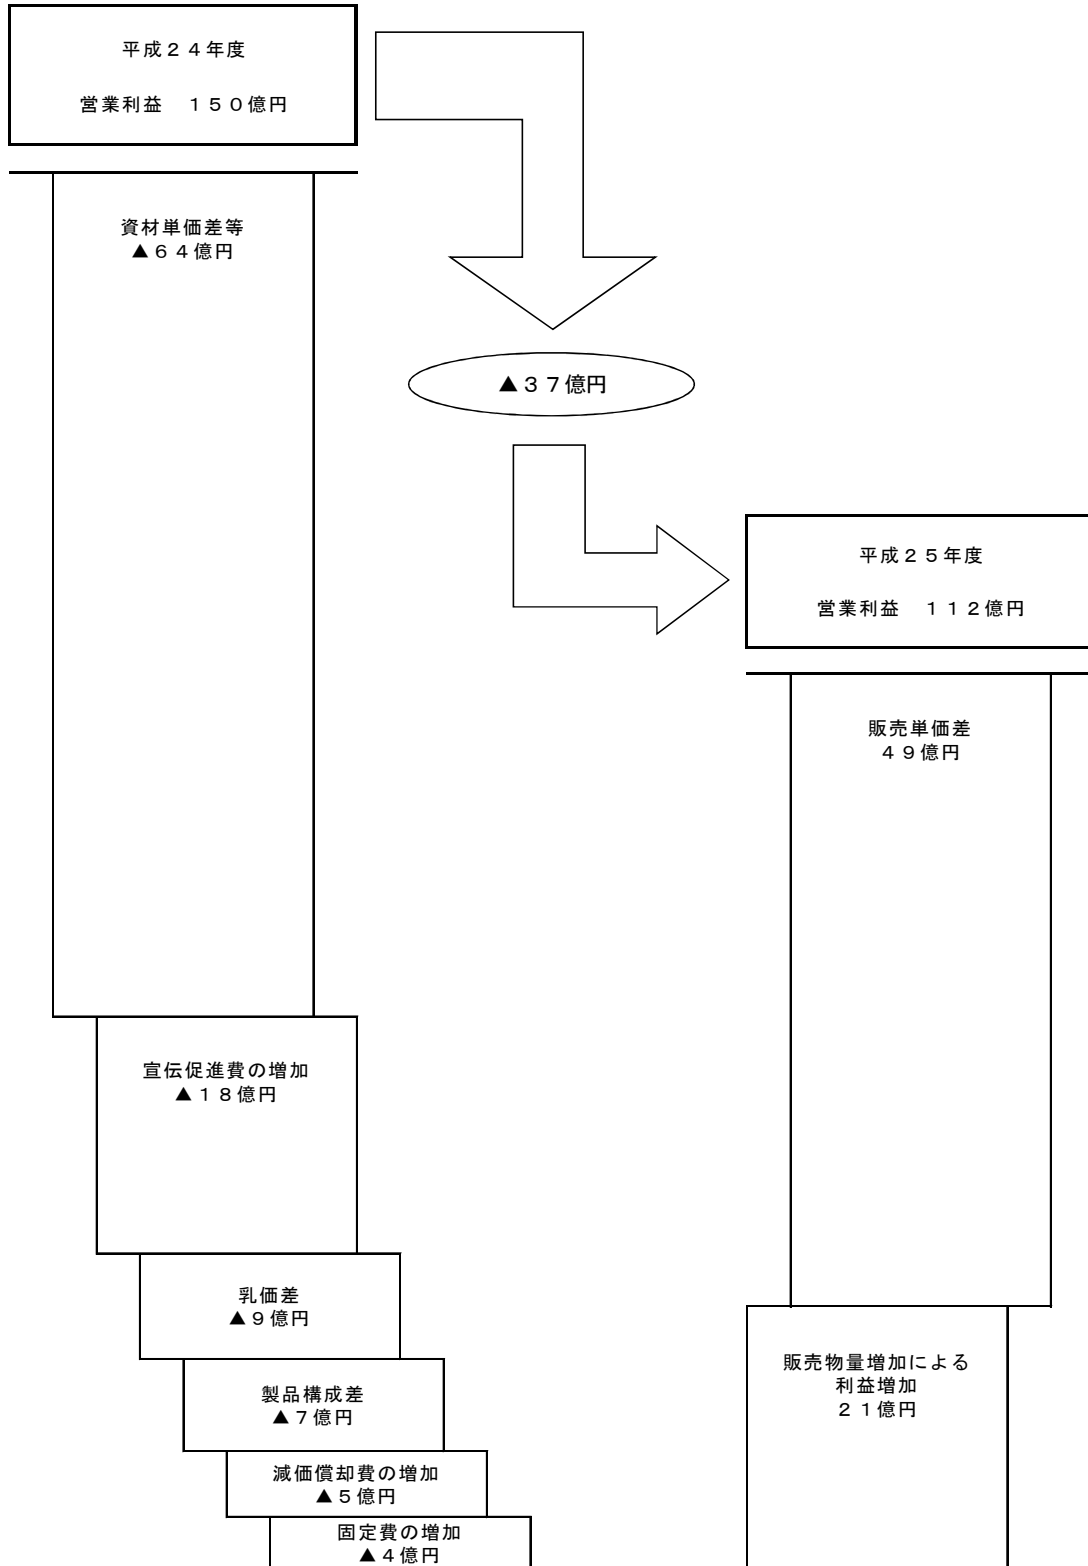 平成２４年度
営業利益　１５０億円
資材単価差等
▲６４億円
▲３７億円
平成２５年度
営業利益　１１２億円
販売単価差
４９億円
宣伝促進費の増加
▲１８億円
乳価差
▲９億円
製品構成差
▲７億円
減価償却費の増加
▲５億円
固定費の増加
▲４億円
販売物量増加による
利益増加
２１億円